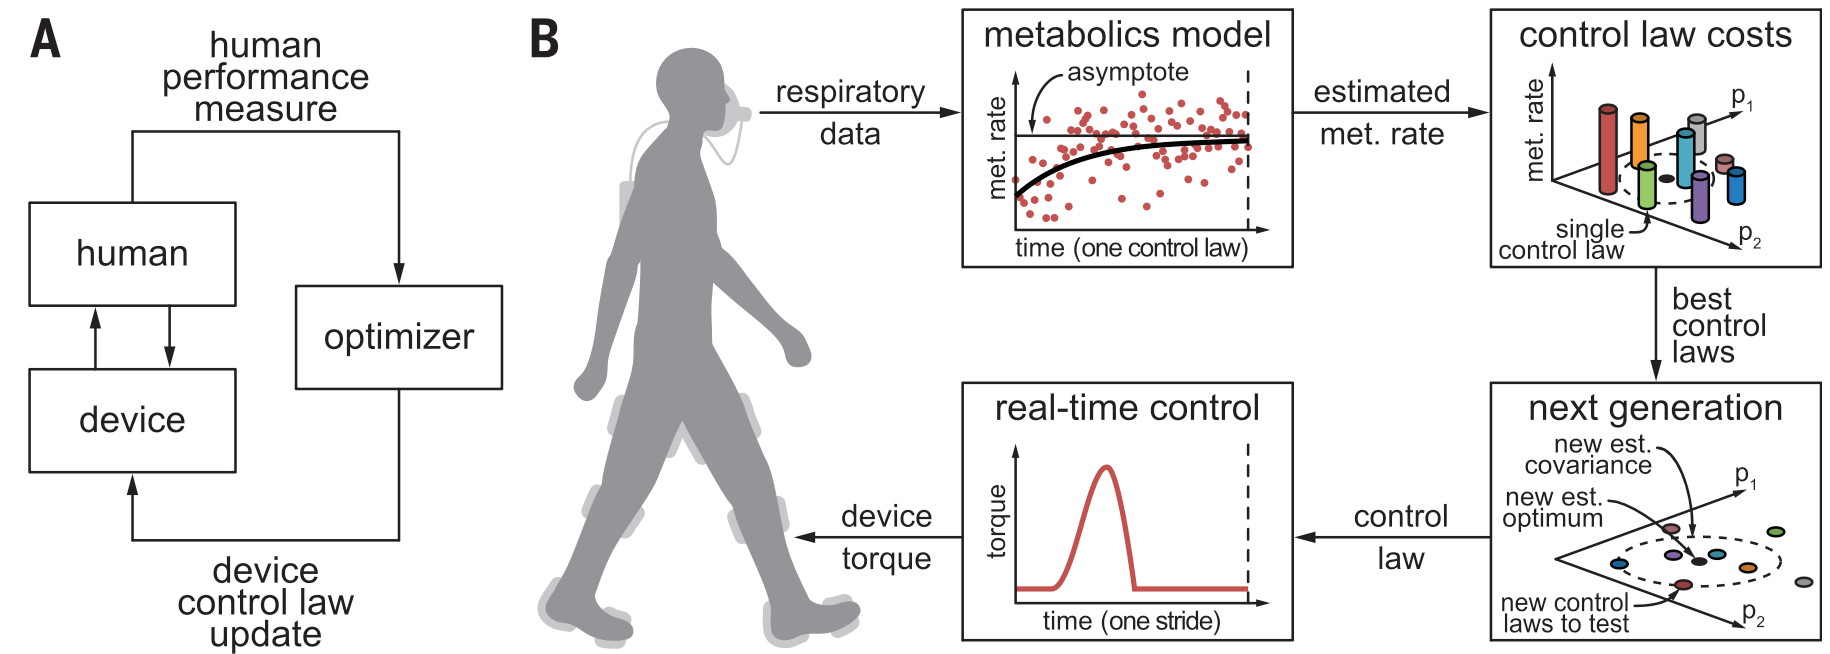 A
human
performance
measure
human
optimizer
device
device
control law
update
B
respiratory
data
metabolics model
asymptote
met. rate
time (one control law)
estimated
met. rate
control law costs
met. rate
p1
p2
single
control law
best
control
laws
next generation
new est.
covariance
new est.
optimum
p1
p2
new control
laws to test
control
law
real-time control
torque
time (one stride)
device
torque